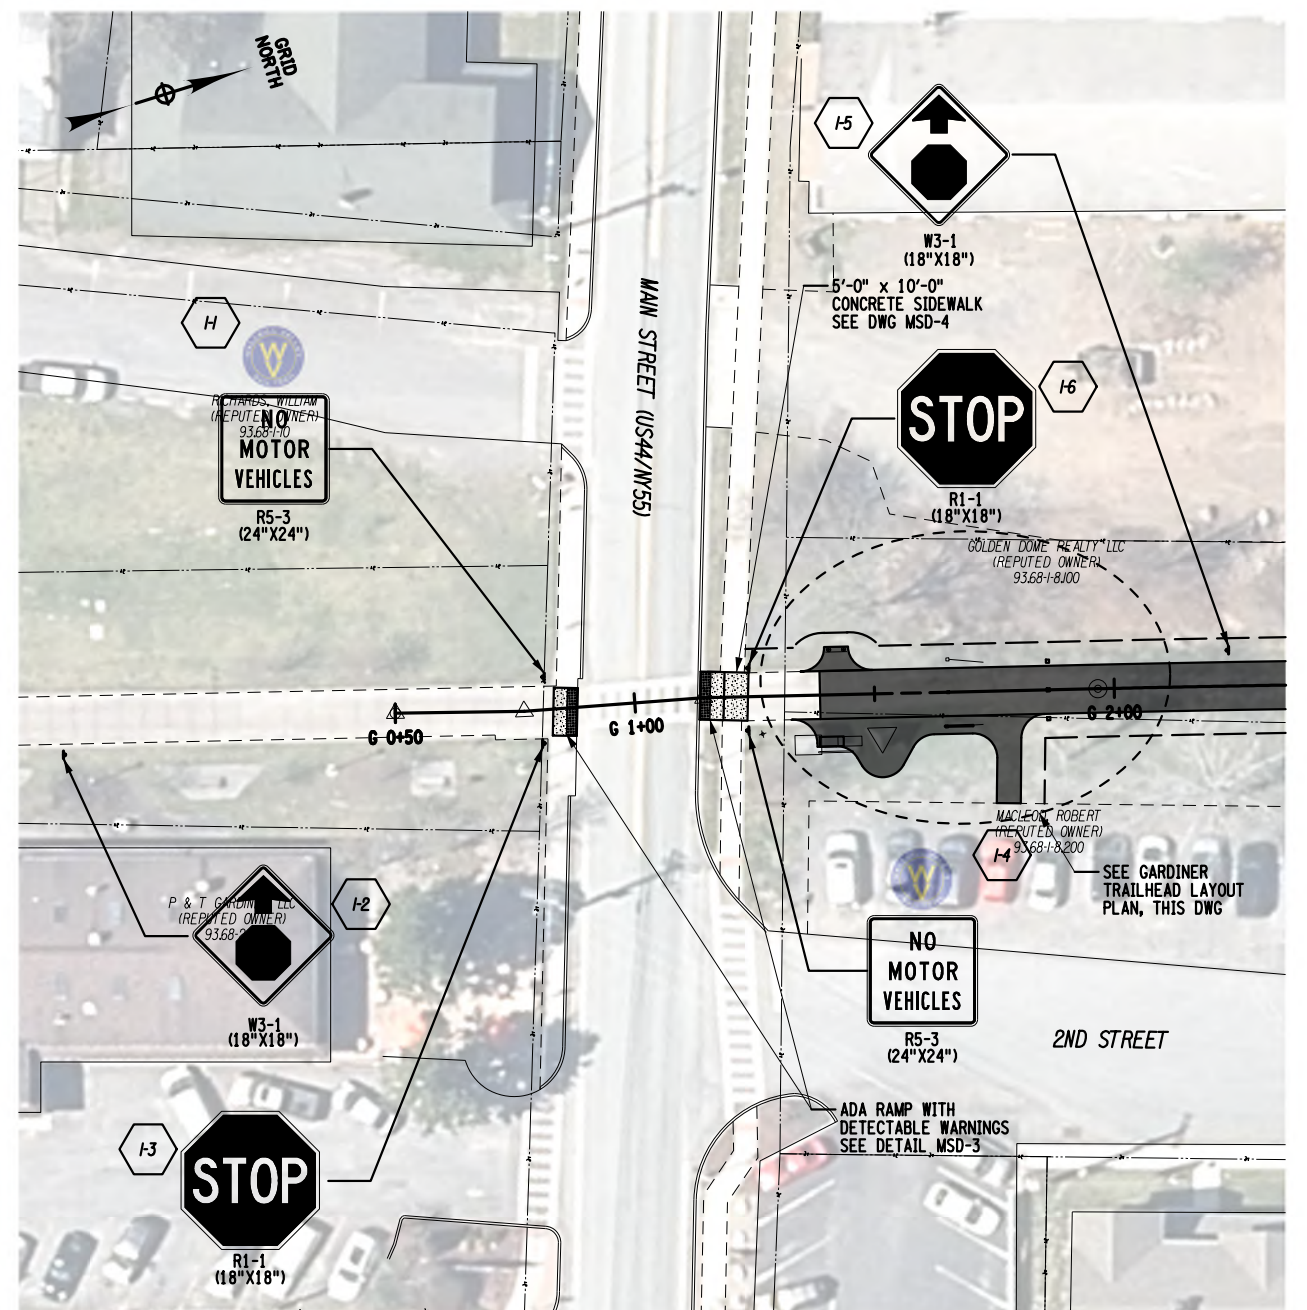 GRID
NORTH
I-5
W3-1
(18"X18")
5'-0" x 10'-0"
CONCRETE SIDEWALK
SEE DWG MSD-4
MAIN STREET (US44/NY55)
I-1
RICHARDS, WILLIAM
(REPUTED OWNER)
93.68-1-10
NO
MOTOR
VEHICLES
R5-3
(24"X24")
STOP
I-6
R1-1
(18"X18")
GOLDEN DOME REALTY LLC
(REPUTED OWNER)
93.68-1-8.100
G 0+50
G 1+00
G 2+00
MACLEOD, ROBERT
(REPUTED OWNER)
93.68-1-8.200
I-4
SEE GARDINER
TRAILHEAD LAYOUT
PLAN, THIS DWG
P & T GARDINER LLC
(REPUTED OWNER)
I-2
W3-1
(18"X18")
NO
MOTOR
VEHICLES
R5-3
(24"X24")
2ND STREET
ADA RAMP WITH
DETECTABLE WARNINGS
SEE DETAIL MSD-3
I-3
STOP
R1-1
(18"X18")